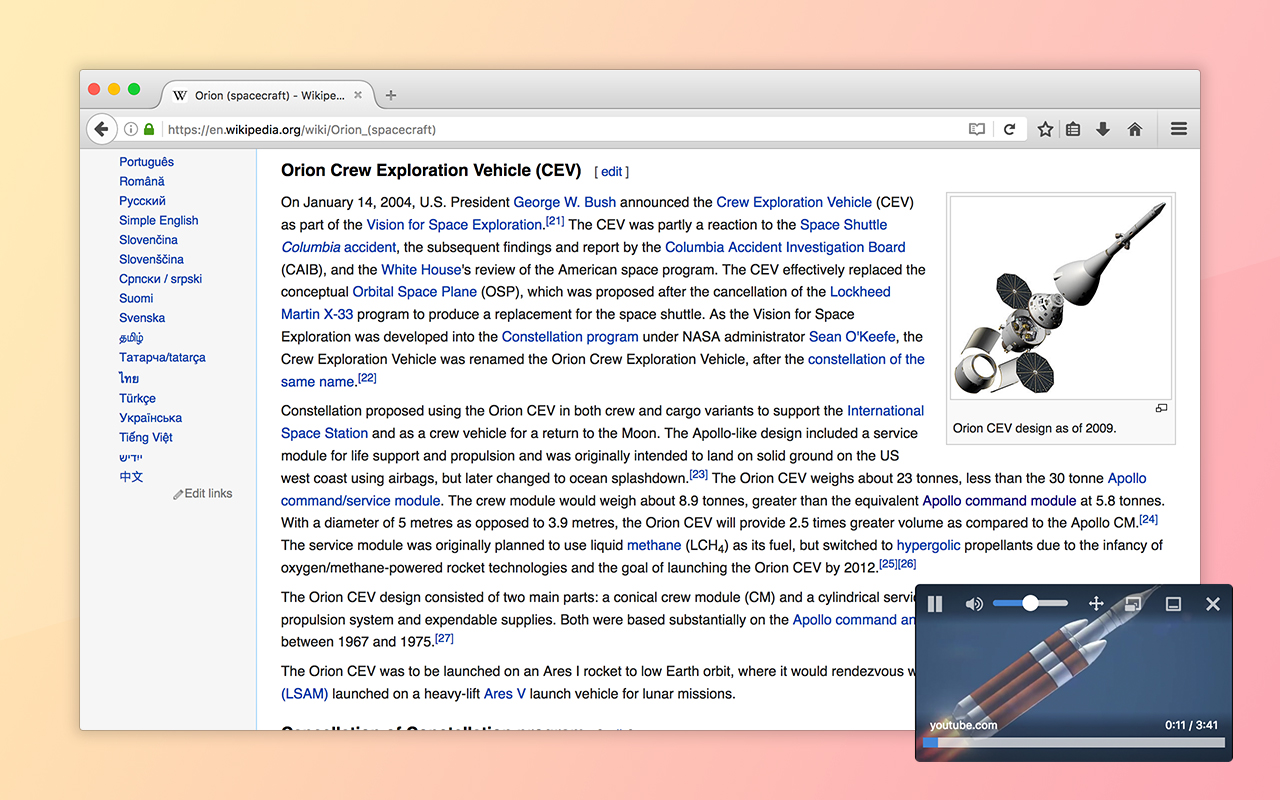 Orion (spacecraft) - Wikipe...
https://en.wikipedia.org/wiki/Orion_(spacecraft)
Português
Română
Русский
Simple English
Slovenčina
Slovenščina
Српски / srpski
Suomi
Svenska
தமிழ்
Татарча/tatarça
ไทย
Türkçe
Українська
Tiếng Việt
ייִדיש
中文
Edit links
Orion Crew Exploration Vehicle (CEV) [ edit ]
On January 14, 2004, U.S. President George W. Bush announced the Crew Exploration Vehicle (CEV)
as part of the Vision for Space Exploration.[21] The CEV was partly a reaction to the Space Shuttle
Columbia accident, the subsequent findings and report by the Columbia Accident Investigation Board
(CAIB), and the White House's review of the American space program. The CEV effectively replaced the
conceptual Orbital Space Plane (OSP), which was proposed after the cancellation of the Lockheed
Martin X-33 program to produce a replacement for the space shuttle. As the Vision for Space
Exploration was developed into the Constellation program under NASA administrator Sean O'Keefe, the
Crew Exploration Vehicle was renamed the Orion Crew Exploration Vehicle, after the constellation of the
same name.[22]
Orion CEV design as of 2009.
Constellation proposed using the Orion CEV in both crew and cargo variants to support the International
Space Station and as a crew vehicle for a return to the Moon. The Apollo-like design included a service
module for life support and propulsion and was originally intended to land on solid ground on the US
west coast using airbags, but later changed to ocean splashdown.[23] The Orion CEV weighs about 23 tonnes, less than the 30 tonne Apollo
command/service module. The crew module would weigh about 8.9 tonnes, greater than the equivalent Apollo command module at 5.8 tonnes.
With a diameter of 5 metres as opposed to 3.9 metres, the Orion CEV will provide 2.5 times greater volume as compared to the Apollo CM.[24]
The service module was originally planned to use liquid methane (LCH4) as its fuel, but switched to hypergolic propellants due to the infancy of
oxygen/methane-powered rocket technologies and the goal of launching the Orion CEV by 2012.[25][26]
The Orion CEV design consisted of two main parts: a conical crew module (CM) and a cylindrical
propulsion system and expendable supplies. Both were based substantially on the Apollo command
between 1967 and 1975.[27]
The Orion CEV was to be launched on an Ares I rocket to low Earth orbit, where it would rendezvous
(LSAM) launched on a heavy-lift Ares V launch vehicle for lunar missions.
youtube.com
0:11 / 3:41